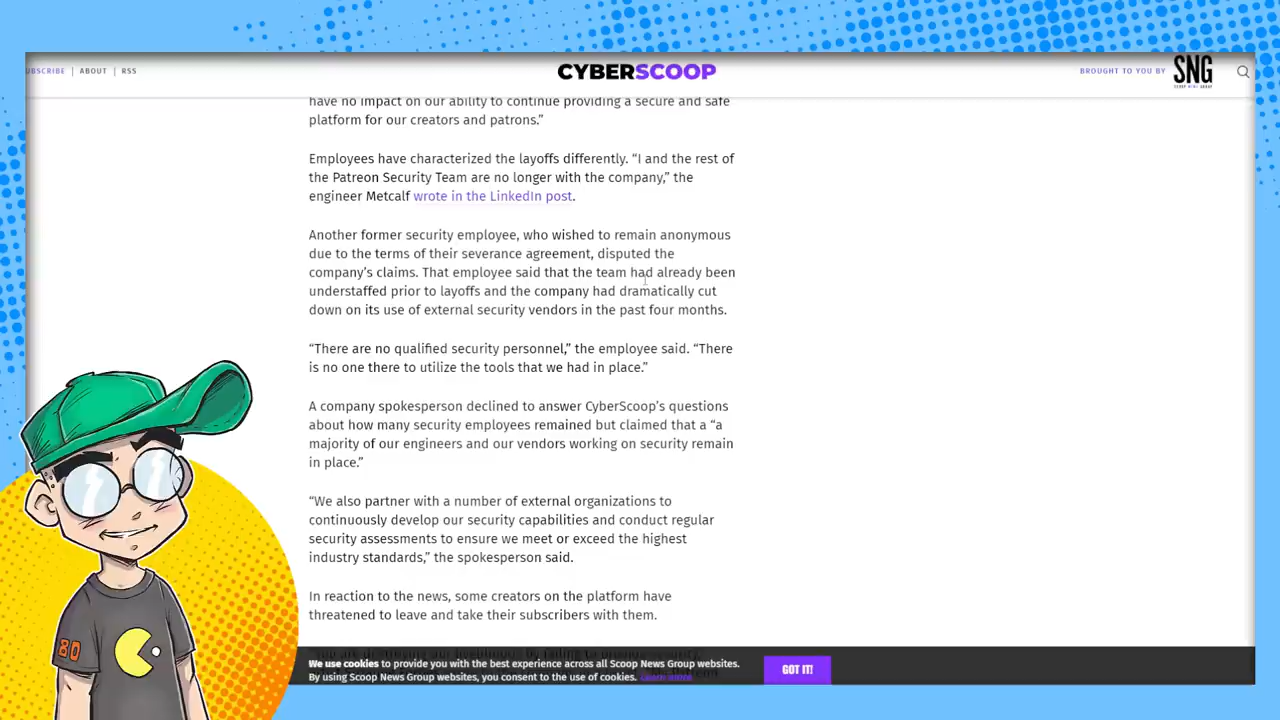 UBSCRIBE | ABOUT | RSS
CYBERSCOOP
BROUGHT TO YOU BY SNG
have no impact on our ability to continue providing a secure and safe
platform for our creators and patrons.”
Employees have characterized the layoffs differently. “I and the rest of
the Patreon Security Team are no longer with the company,” the
engineer Metcalf wrote in the LinkedIn post.
Another former security employee, who wished to remain anonymous
due to the terms of their severance agreement, disputed the
company’s claims. That employee said that the team had already been
understaffed prior to layoffs and the company had dramatically cut
down on its use of external security vendors in the past four months.
“There are no qualified security personnel,” the employee said. “There
is no one there to utilize the tools that we had in place.”
A company spokesperson declined to answer CyberScoop’s questions
about how many security employees remained but claimed that a “a
majority of our engineers and our vendors working on security remain
in place.”
“We also partner with a number of external organizations to
continuously develop our security capabilities and conduct regular
security assessments to ensure we meet or exceed the highest
industry standards,” the spokesperson said.
In reaction to the news, some creators on the platform have
threatened to leave and take their subscribers with them.
We use cookies to provide you with the best experience across all Scoop News Group websites.
By using Scoop News Group websites, you consent to the use of cookies. Learn more
GOT IT!
80